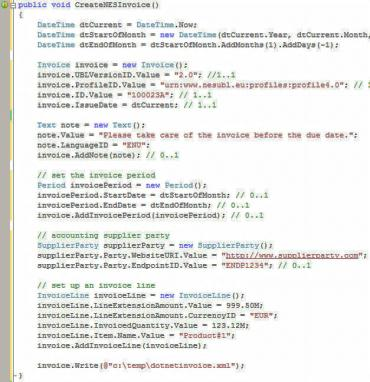 public void CreateNESInvoice()
{
DateTime dtCurrent = DateTime.Now;
DateTime dtStartOfMonth = new DateTime(dtCurrent.Year, dtCurrent.Month,
DateTime dtEndOfMonth = dtStartOfMonth.AddMonths(1).AddDays(-1);
Invoice invoice = new Invoice();
invoice.UBLVersionID.Value = "2.0"; //1..1
invoice.ProfileID.Value = "urn:www.nesubl.eu:profiles:profile4.0"; // 1
invoice.ID.Value = "100023A"; // 1..1
invoice.IssueDate = dtCurrent; // 1..1
Text note = new Text();
note.Value = "Please take care of the invoice before the due date.";
note.LanguageID = "ENU";
invoice.AddNote(note); // 0..1
// set the invoice period
Period invoicePeriod = new Period();
invoicePeriod.StartDate = dtStartOfMonth; // 0..1
invoicePeriod.EndDate = dtEndOfMonth; // 0..1
invoice.AddInvoicePeriod(invoicePeriod); // 0..1
// accounting supplier party
SupplierParty supplierParty = new SupplierParty();
supplierParty.Party.WebsiteURI.Value = "http://www.supplierparty.com";
supplierParty.Party.EndpointID.Value = "ENDP1234"; // 0..1
// set up an invoice line
InvoiceLine invoiceLine = new InvoiceLine();
invoiceLine.LineExtensionAmount.Value = 999.50M;
invoiceLine.LineExtensionAmount.CurrencyID = "EUR";
invoiceLine.InvoicedQuantity.Value = 123.12M;
invoiceLine.Item.Name.Value = "Product#1";
invoice.AddInvoiceLine(invoiceLine);
invoice.Write(@"c:\temp\dotnetinvoice.xml");
}